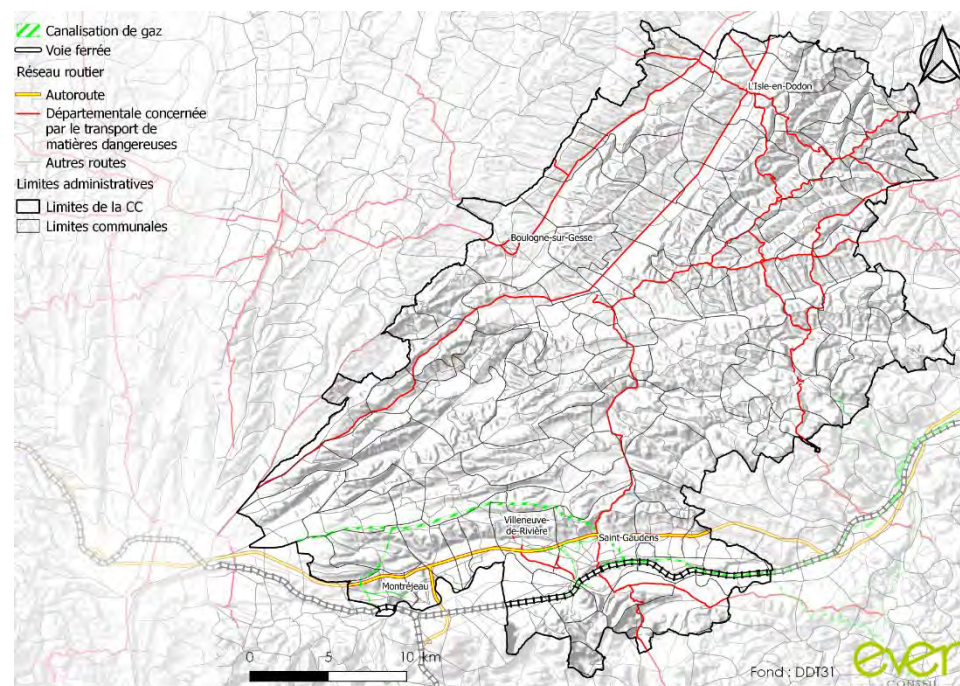 Canalisation de gaz
Voie ferrée
Réseau routier
Autoroute
Départementale concernée
par le transport de
matières dangereuses
Autres routes
Limites administratives
Limites de la CC
Limites communales
L'Isle-en-Dodon
Boulogne-sur-Gesse
Villeneuve-
de-Rivière
Saint-Gaudens
Montréjeau
0 5 10 km
Fond : DDT31
ever
CONSEIL